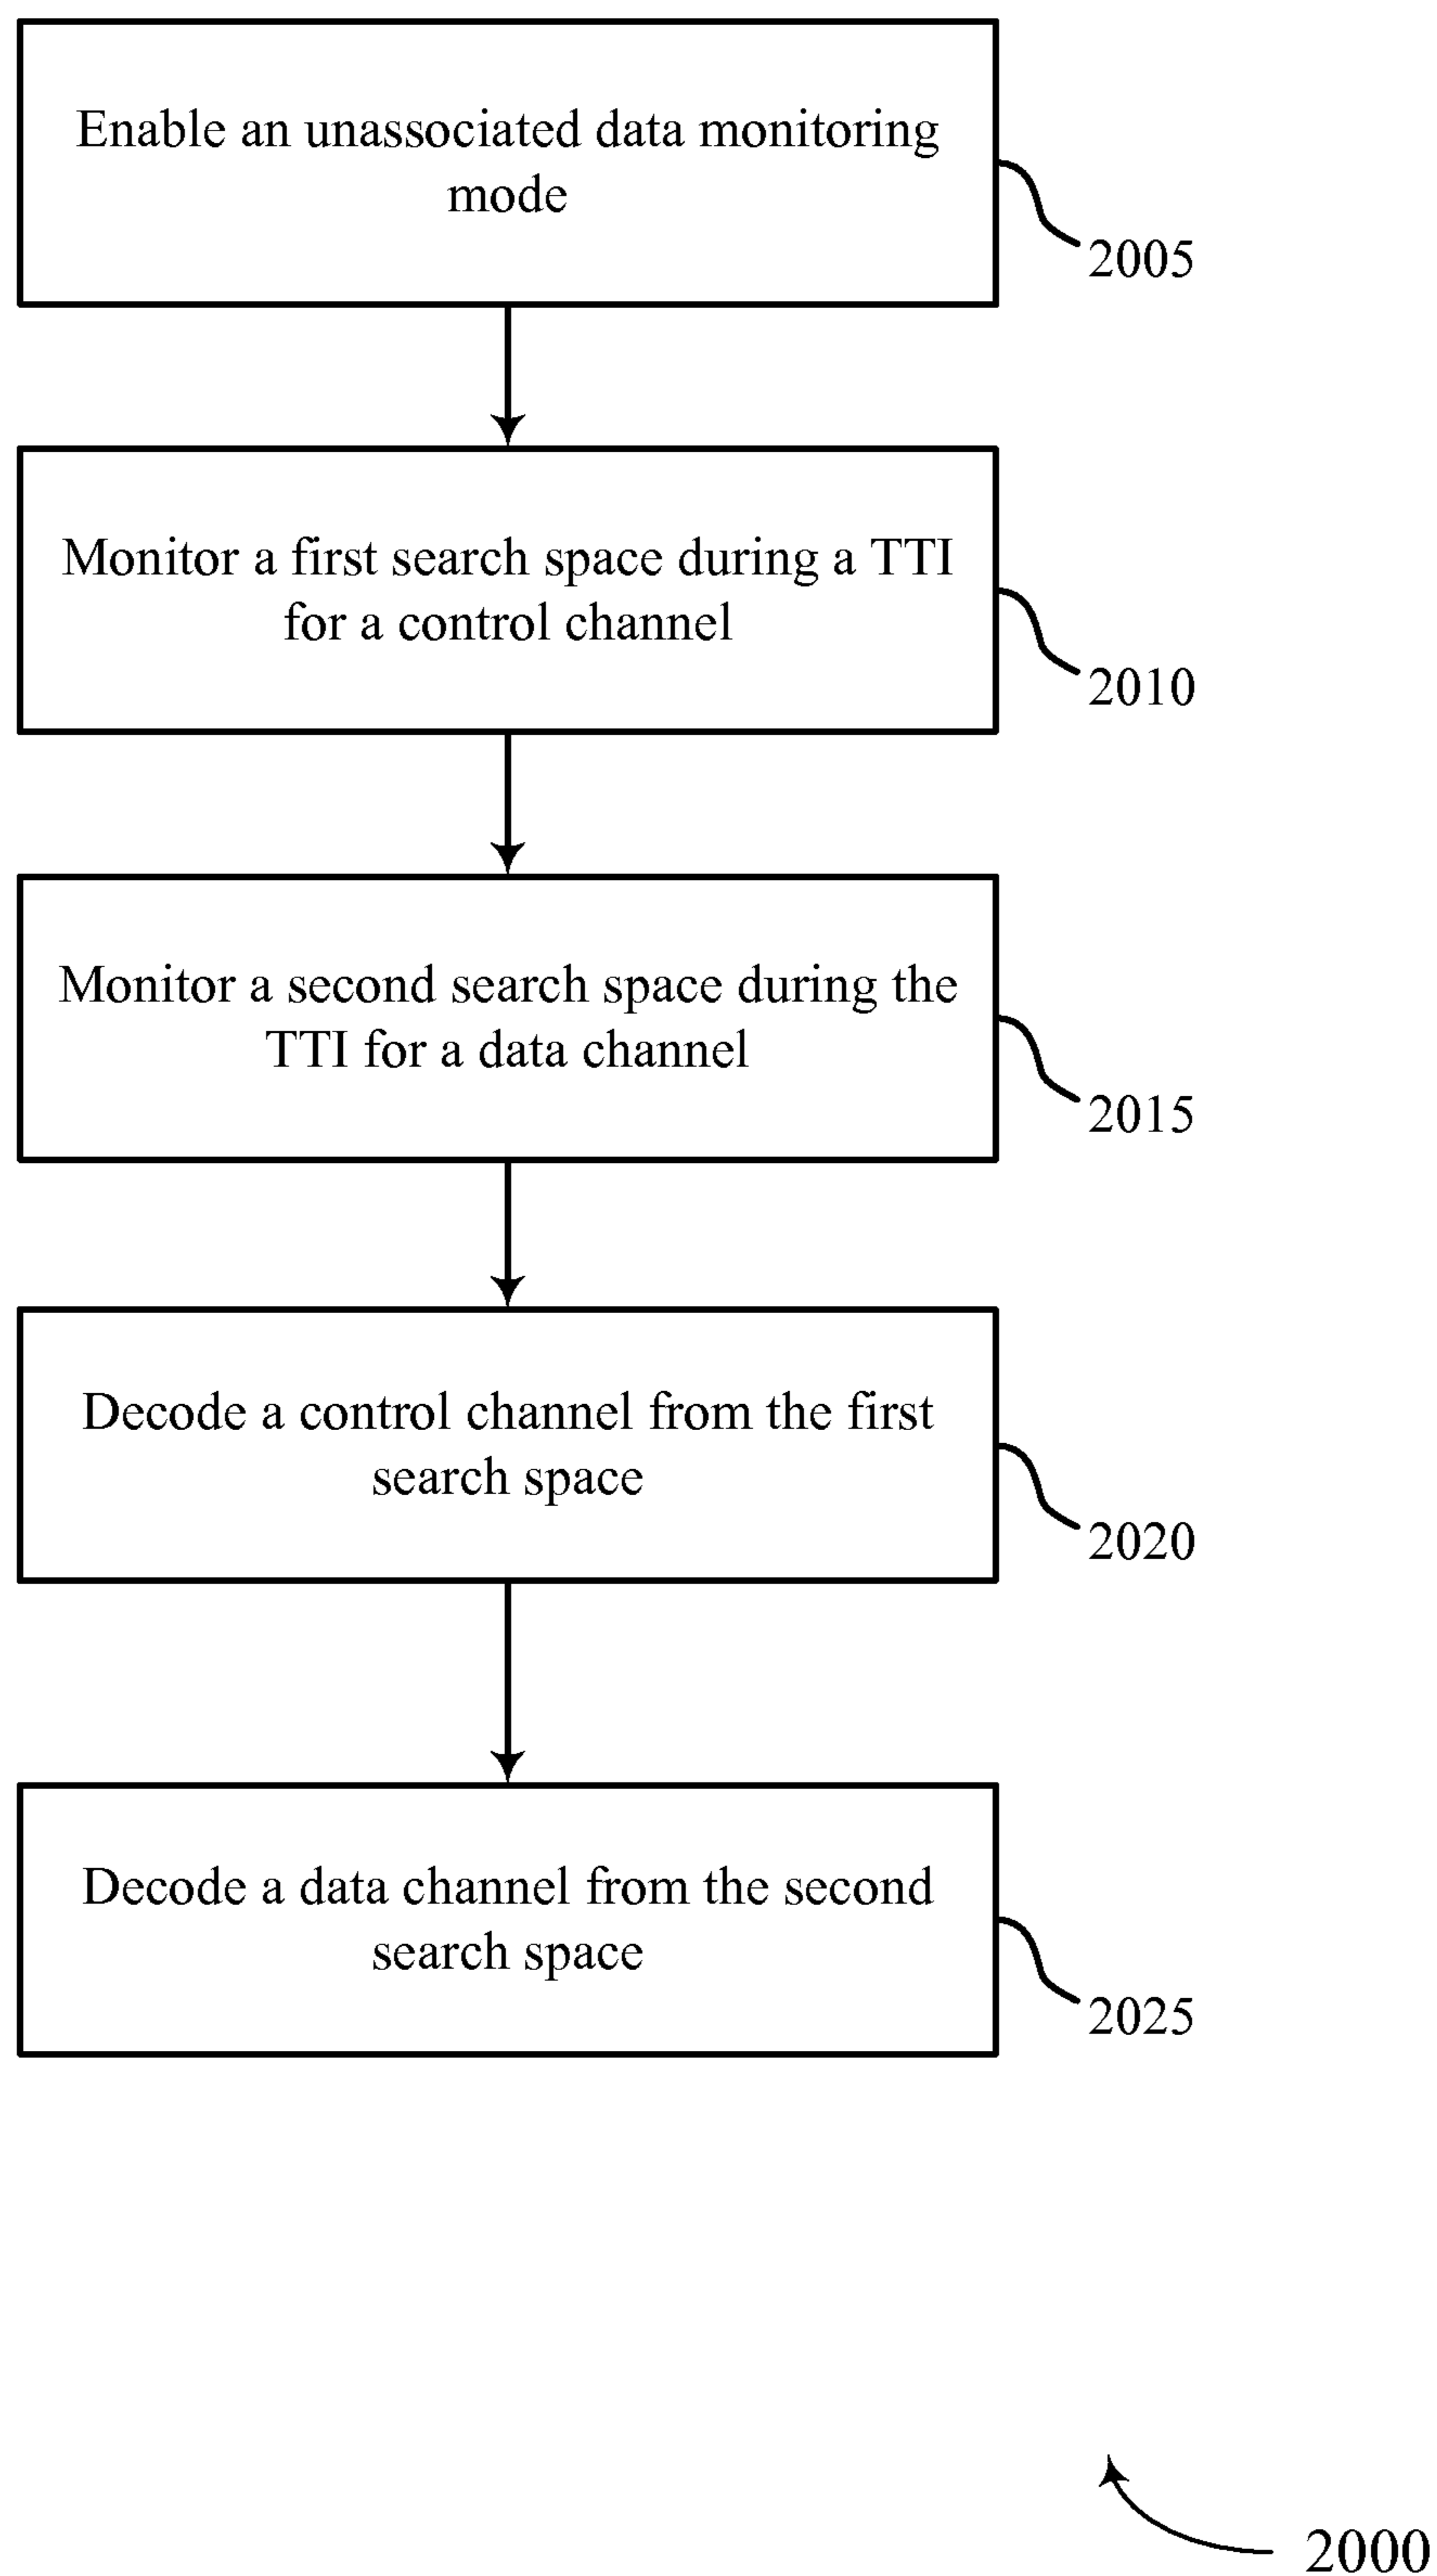 Enable an unassociated data monitoring
mode
2005
Monitor a first search space during a TTI
for a control channel
2010
Monitor a second search space during the
TTI for a data channel
2015
Decode a control channel from the first
search space
2020
Decode a data channel from the second
search space
2025
2000